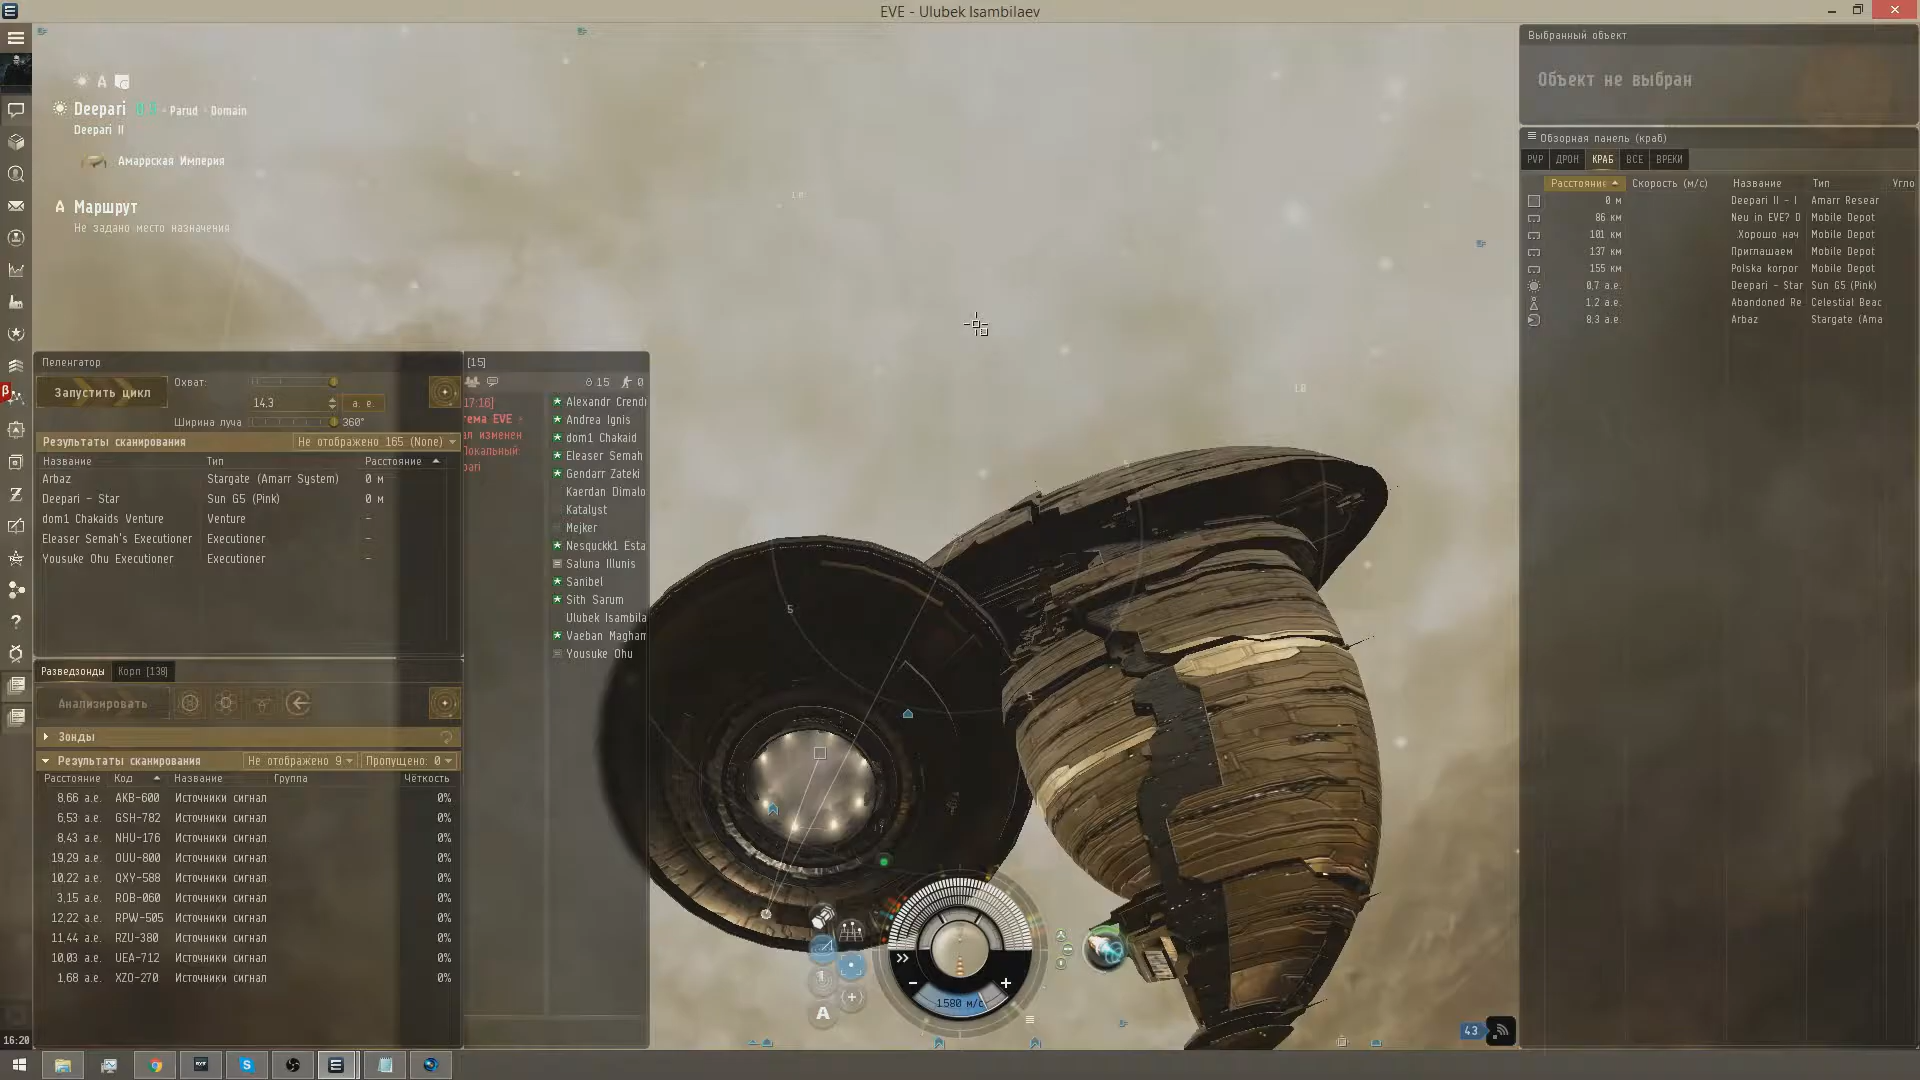 EVE - Ulubek Isambilaev
Deepari
Parud
Domain
Deepari II
Амаррская Империя
Маршрут
Не задано место назначения
Выбранный объект
Объект не выбран
Обзорная панель (краб)
PVP ДРОН КРАБ ВСЕ ВРЕКИ
Расстояние Скорость (м/с) Название Тип Угло
0 м Deepari II - I Amarr Resear
86 км Neu in EVE? D Mobile Depot
101 км Хорошо нач Mobile Depot
137 км Приглашаем Mobile Depot
155 км Polska korpor Mobile Depot
0,7 а.е. Deepari - Star Sun G5 (Pink)
1,2 а.е. Abandoned Re Celestial Beac
8,3 а.е. Arbaz Stargate (Ama
Пеленгатор
Запустить цикл
Охват:
14,3 а. е.
Ширина луча 360°
Результаты сканирования Не отображено 165 (None)
Название Тип Расстояние
Arbaz Stargate (Amarr System) 0 м
Deepari - Star Sun G5 (Pink) 0 м
dom1 Chakaids Venture Venture –
Eleaser Semah's Executioner Executioner –
Yousuke Ohu Executioner Executioner –
[15]
15 0
17:16]
тема EVE -
ал изменен
Локальный:
pari
Alexandr Crendi
Andrea Ignis
dom1 Chakaid
Eleaser Semah
Gendarr Zateki
Kaerdan Dimalo
Katalyst
Mejker
Nesquckk1 Esta
Saluna Illunis
Sanibel
Sith Sarum
Ulubek Isambila
Vaeban Magham
Yousuke Ohu
Разведзонды Корп [138]
Анализировать
Зонды
Результаты сканирования Не отображено 9 Пропущено: 0
Расстояние Код Название Группа Чёткость
8,66 а.е. AKB-600 Источники сигнал 0%
6,53 а.е. GSH-782 Источники сигнал 0%
8,43 а.е. NHU-176 Источники сигнал 0%
19,29 а.е. OUU-800 Источники сигнал 0%
10,22 а.е. QXY-588 Источники сигнал 0%
3,15 а.е. ROB-060 Источники сигнал 0%
12,22 а.е. RPW-505 Источники сигнал 0%
11,44 а.е. RZU-380 Источники сигнал 0%
10,03 а.е. UEA-712 Источники сигнал 0%
1,68 а.е. XZO-270 Источники сигнал 0%
5
5
1580 м/с
43
16:20